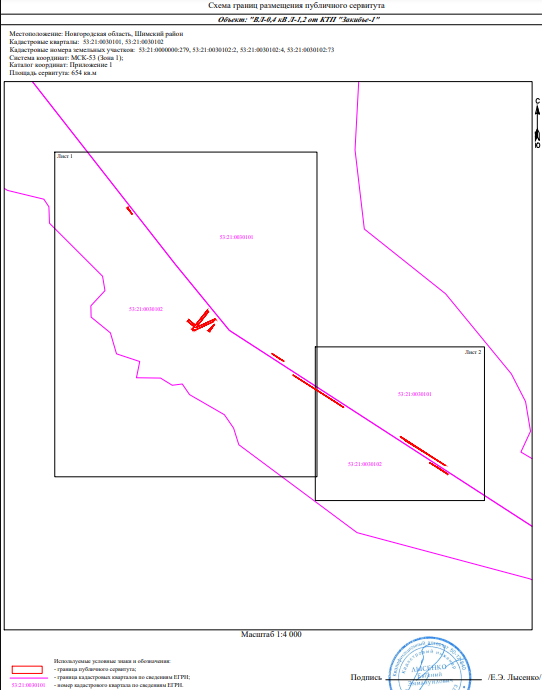 Схема границ размещения публичного сервитута
Объект: "ВЛ-0,4 кВ Л-1,2 от КТП "Закибье-1"
Местоположение: Новгородская область, Шимский район
Кадастровые кварталы: 53:21:0030101, 53:21:0030102
Кадастровые номера земельных участков: 53:21:0000000:279, 53:21:0030102:2, 53:21:0030102:4, 53:21:0030102:73
Система координат: МСК-53 (Зона 1);
Каталог координат: Приложение 1
Площадь сервитута: 654 кв.м
С
Ю
Лист 1
53:21:0030101
53:21:0030102
Лист 2
53:21:0030101
53:21:0030102
Масштаб 1:4 000
Используемые условные знаки и обозначения:
- граница публичного сервитута;
- граница кадастровых кварталов по сведениям ЕГРН;
53:21:0030101 - номер кадастрового квартала по сведениям ЕГРН.
Подпись /Е.Э. Лысенко/
ЛЫСЕНКО